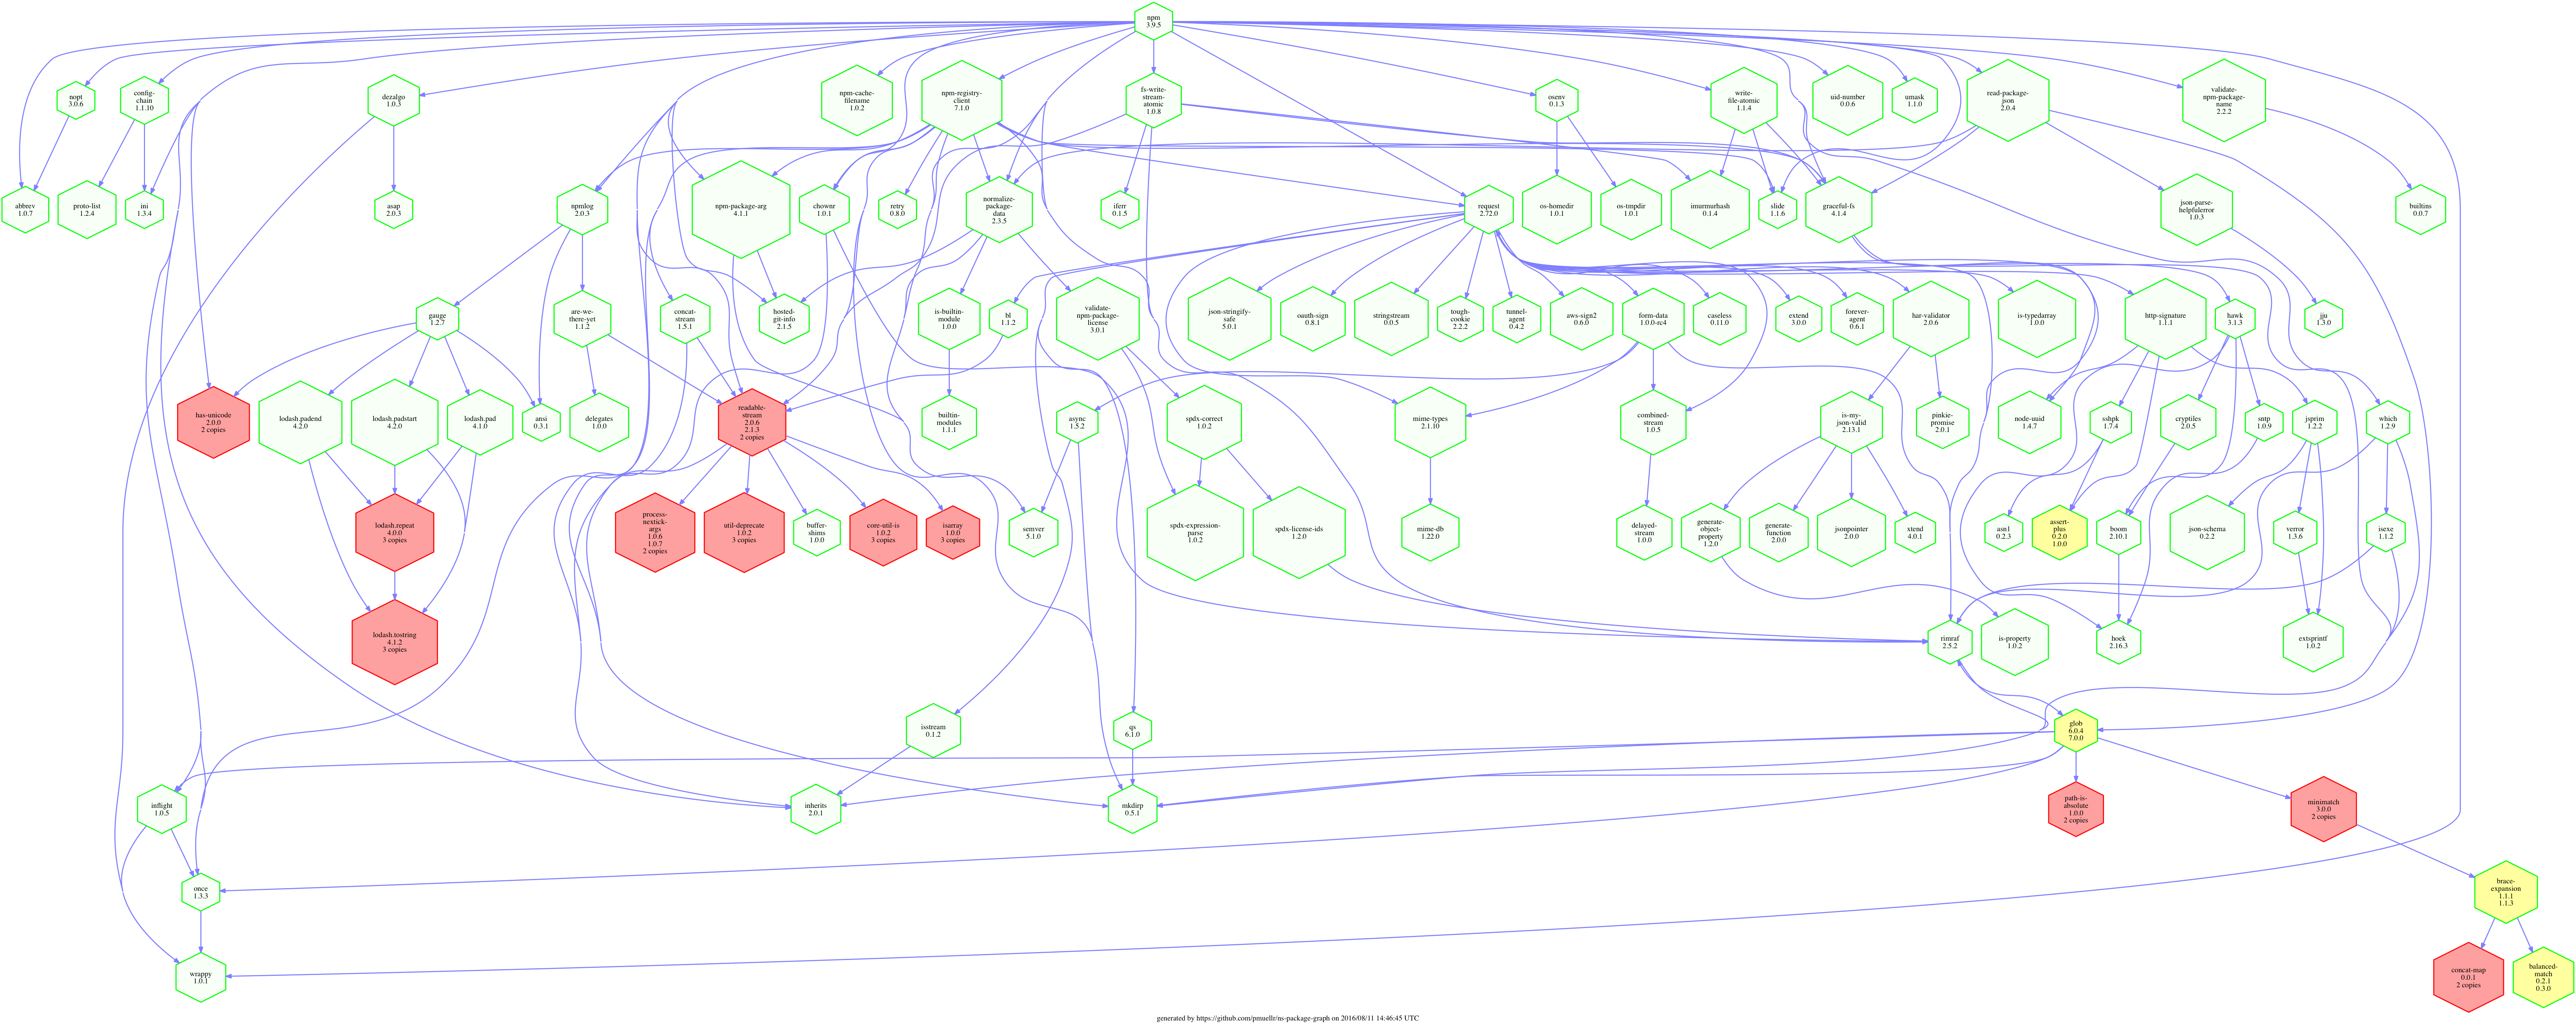 npm
3.9.5
nopt
3.0.6
config-
chain
1.1.10
dezalgo
1.0.3
npm-cache-
filename
1.0.2
npm-registry-
client
7.1.0
fs-write-
stream-
atomic
1.0.8
osenv
0.1.3
write-
file-atomic
1.1.4
uid-number
0.0.6
umask
1.1.0
read-package-
json
2.0.4
validate-
npm-package-
name
2.2.2
abbrev
1.0.7
proto-list
1.2.4
ini
1.3.4
asap
2.0.3
npmlog
2.0.3
npm-package-arg
4.1.1
chownr
1.0.1
retry
0.8.0
normalize-
package-
data
2.3.5
iferr
0.1.5
request
2.72.0
os-homedir
1.0.1
os-tmpdir
1.0.1
imurmurhash
0.1.4
slide
1.1.6
graceful-fs
4.1.4
json-parse-
helpfulerror
1.0.3
builtins
0.0.7
gauge
1.2.7
are-we-
there-yet
1.1.2
concat-
stream
1.5.1
hosted-
git-info
2.1.5
is-builtin-
module
1.0.0
bl
1.1.2
validate-
npm-package-
license
3.0.1
json-stringify-
safe
5.0.1
oauth-sign
0.8.1
stringstream
0.0.5
tough-
cookie
2.2.2
tunnel-
agent
0.4.2
aws-sign2
0.6.0
form-data
1.0.0-rc4
caseless
0.11.0
extend
3.0.0
forever-
agent
0.6.1
har-validator
2.0.6
is-typedarray
1.0.0
http-signature
1.1.1
hawk
3.1.3
jju
1.3.0
has-unicode
2.0.0
2 copies
lodash.padend
4.2.0
lodash.padstart
4.2.0
lodash.pad
4.1.0
ansi
0.3.1
delegates
1.0.0
readable-
stream
2.0.6
2.1.3
2 copies
builtin-
modules
1.1.1
async
1.5.2
spdx-correct
1.0.2
mime-types
2.1.10
combined-
stream
1.0.5
is-my-
json-valid
2.13.1
pinkie-
promise
2.0.1
node-uuid
1.4.7
sshpk
1.7.4
cryptiles
2.0.5
sntp
1.0.9
jsprim
1.2.2
which
1.2.9
lodash.repeat
4.0.0
3 copies
process-
nextick-
args
1.0.6
1.0.7
2 copies
util-deprecate
1.0.2
3 copies
buffer-
shims
1.0.0
core-util-is
1.0.2
3 copies
isarray
1.0.0
3 copies
semver
5.1.0
spdx-expression-
parse
1.0.2
spdx-license-ids
1.2.0
mime-db
1.22.0
delayed-
stream
1.0.0
generate-
object-
property
1.2.0
generate-
function
2.0.0
jsonpointer
2.0.0
xtend
4.0.1
asn1
0.2.3
assert-
plus
0.2.0
1.0.0
boom
2.10.1
json-schema
0.2.2
verror
1.3.6
isexe
1.1.2
lodash.tostring
4.1.2
3 copies
rimraf
2.5.2
is-property
1.0.2
hoek
2.16.3
extsprintf
1.0.2
isstream
0.1.2
qs
6.1.0
glob
6.0.4
7.0.0
inflight
1.0.5
inherits
2.0.1
mkdirp
0.5.1
path-is-
absolute
1.0.0
2 copies
minimatch
3.0.0
2 copies
once
1.3.3
brace-
expansion
1.1.1
1.1.3
wrappy
1.0.1
concat-map
0.0.1
2 copies
balanced-
match
0.2.1
0.3.0
generated by https://github.com/pmuellr/ns-package-graph on 2016/08/11 14:46:45 UTC